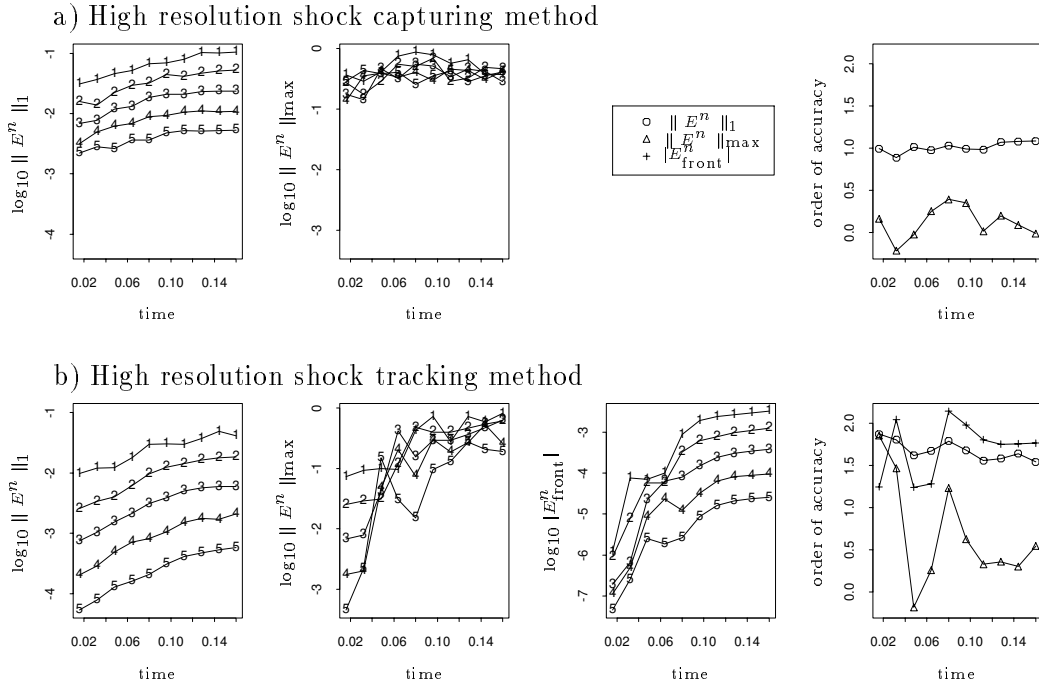 a) High resolution shock capturing method
log10 || E^n ||1
-1
-2
-3
-4
0.02 0.06 0.10 0.14
time
log10 || E^n ||max
0
-1
-2
-3
0.02 0.06 0.10 0.14
time
|| E^n ||1
|| E^n ||max
|E^n front|
order of accuracy
2.0
1.5
1.0
0.5
0.0
0.02 0.06 0.10 0.14
time
b) High resolution shock tracking method
log10 || E^n ||1
-1
-2
-3
-4
0.02 0.06 0.10 0.14
time
log10 || E^n ||max
0
-1
-2
-3
0.02 0.06 0.10 0.14
time
log10 |E^n front|
-3
-4
-5
-6
-7
0.02 0.06 0.10 0.14
time
order of accuracy
2.0
1.5
1.0
0.5
0.0
0.02 0.06 0.10 0.14
time